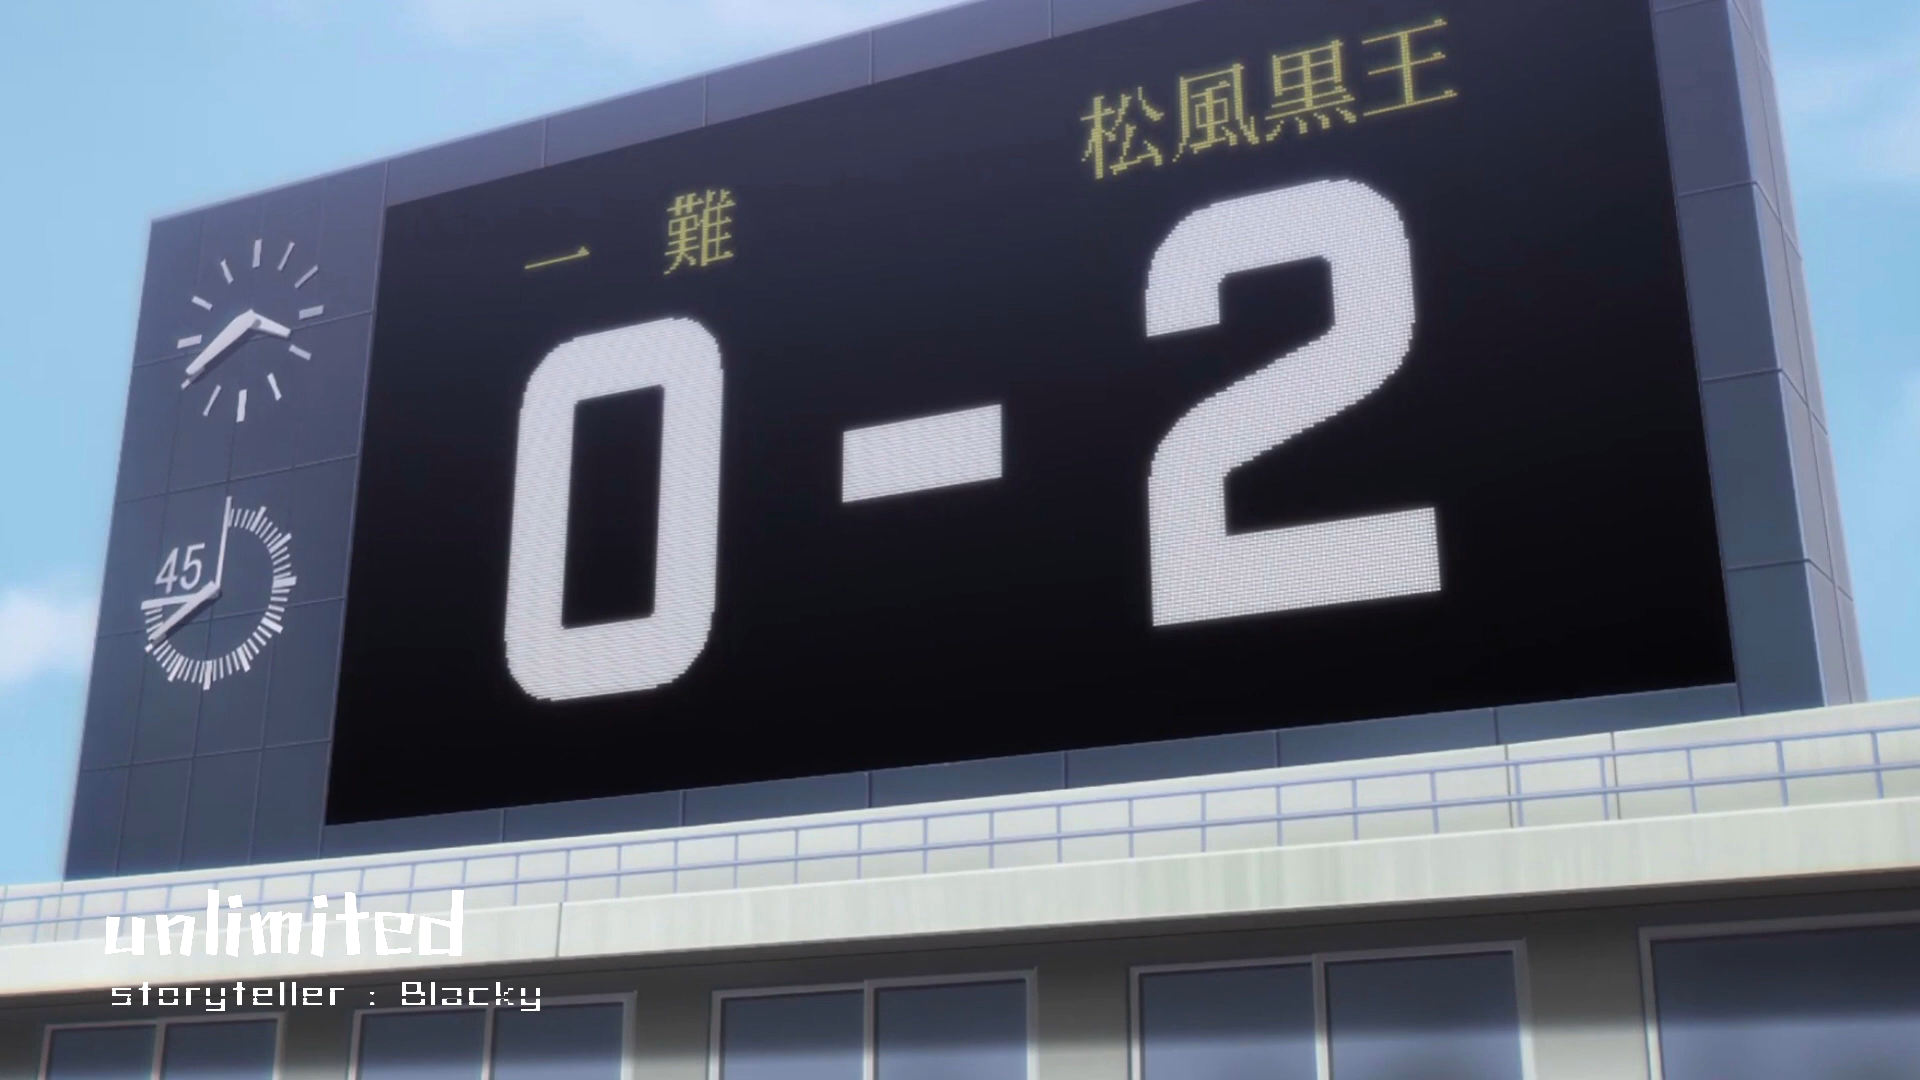 松風黒王
一 難
0 - 2
45
unlimited
storyteller : Blacky